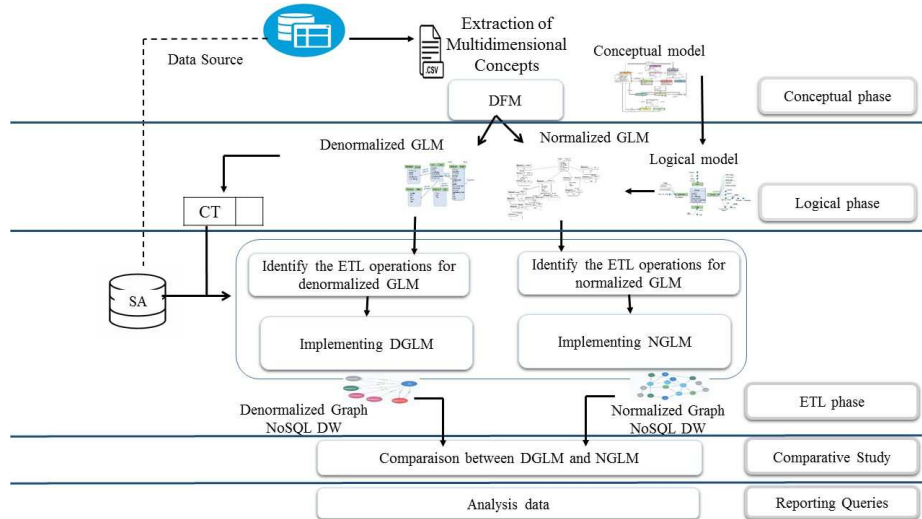 Extraction of
Multidimensional
Concepts
Data Source
.CSV
Conceptual model
DFM
Conceptual phase
Denormalized GLM
Normalized GLM
Logical model
CT
Logical phase
Identify the ETL operations for
denormalized GLM
Identify the ETL operations for
normalized GLM
SA
Implementing DGLM
Implementing NGLM
Denormalized Graph
NoSQL DW
Normalized Graph
NoSQL DW
ETL phase
Comparaison between DGLM and NGLM
Comparative Study
Analysis data
Reporting Queries